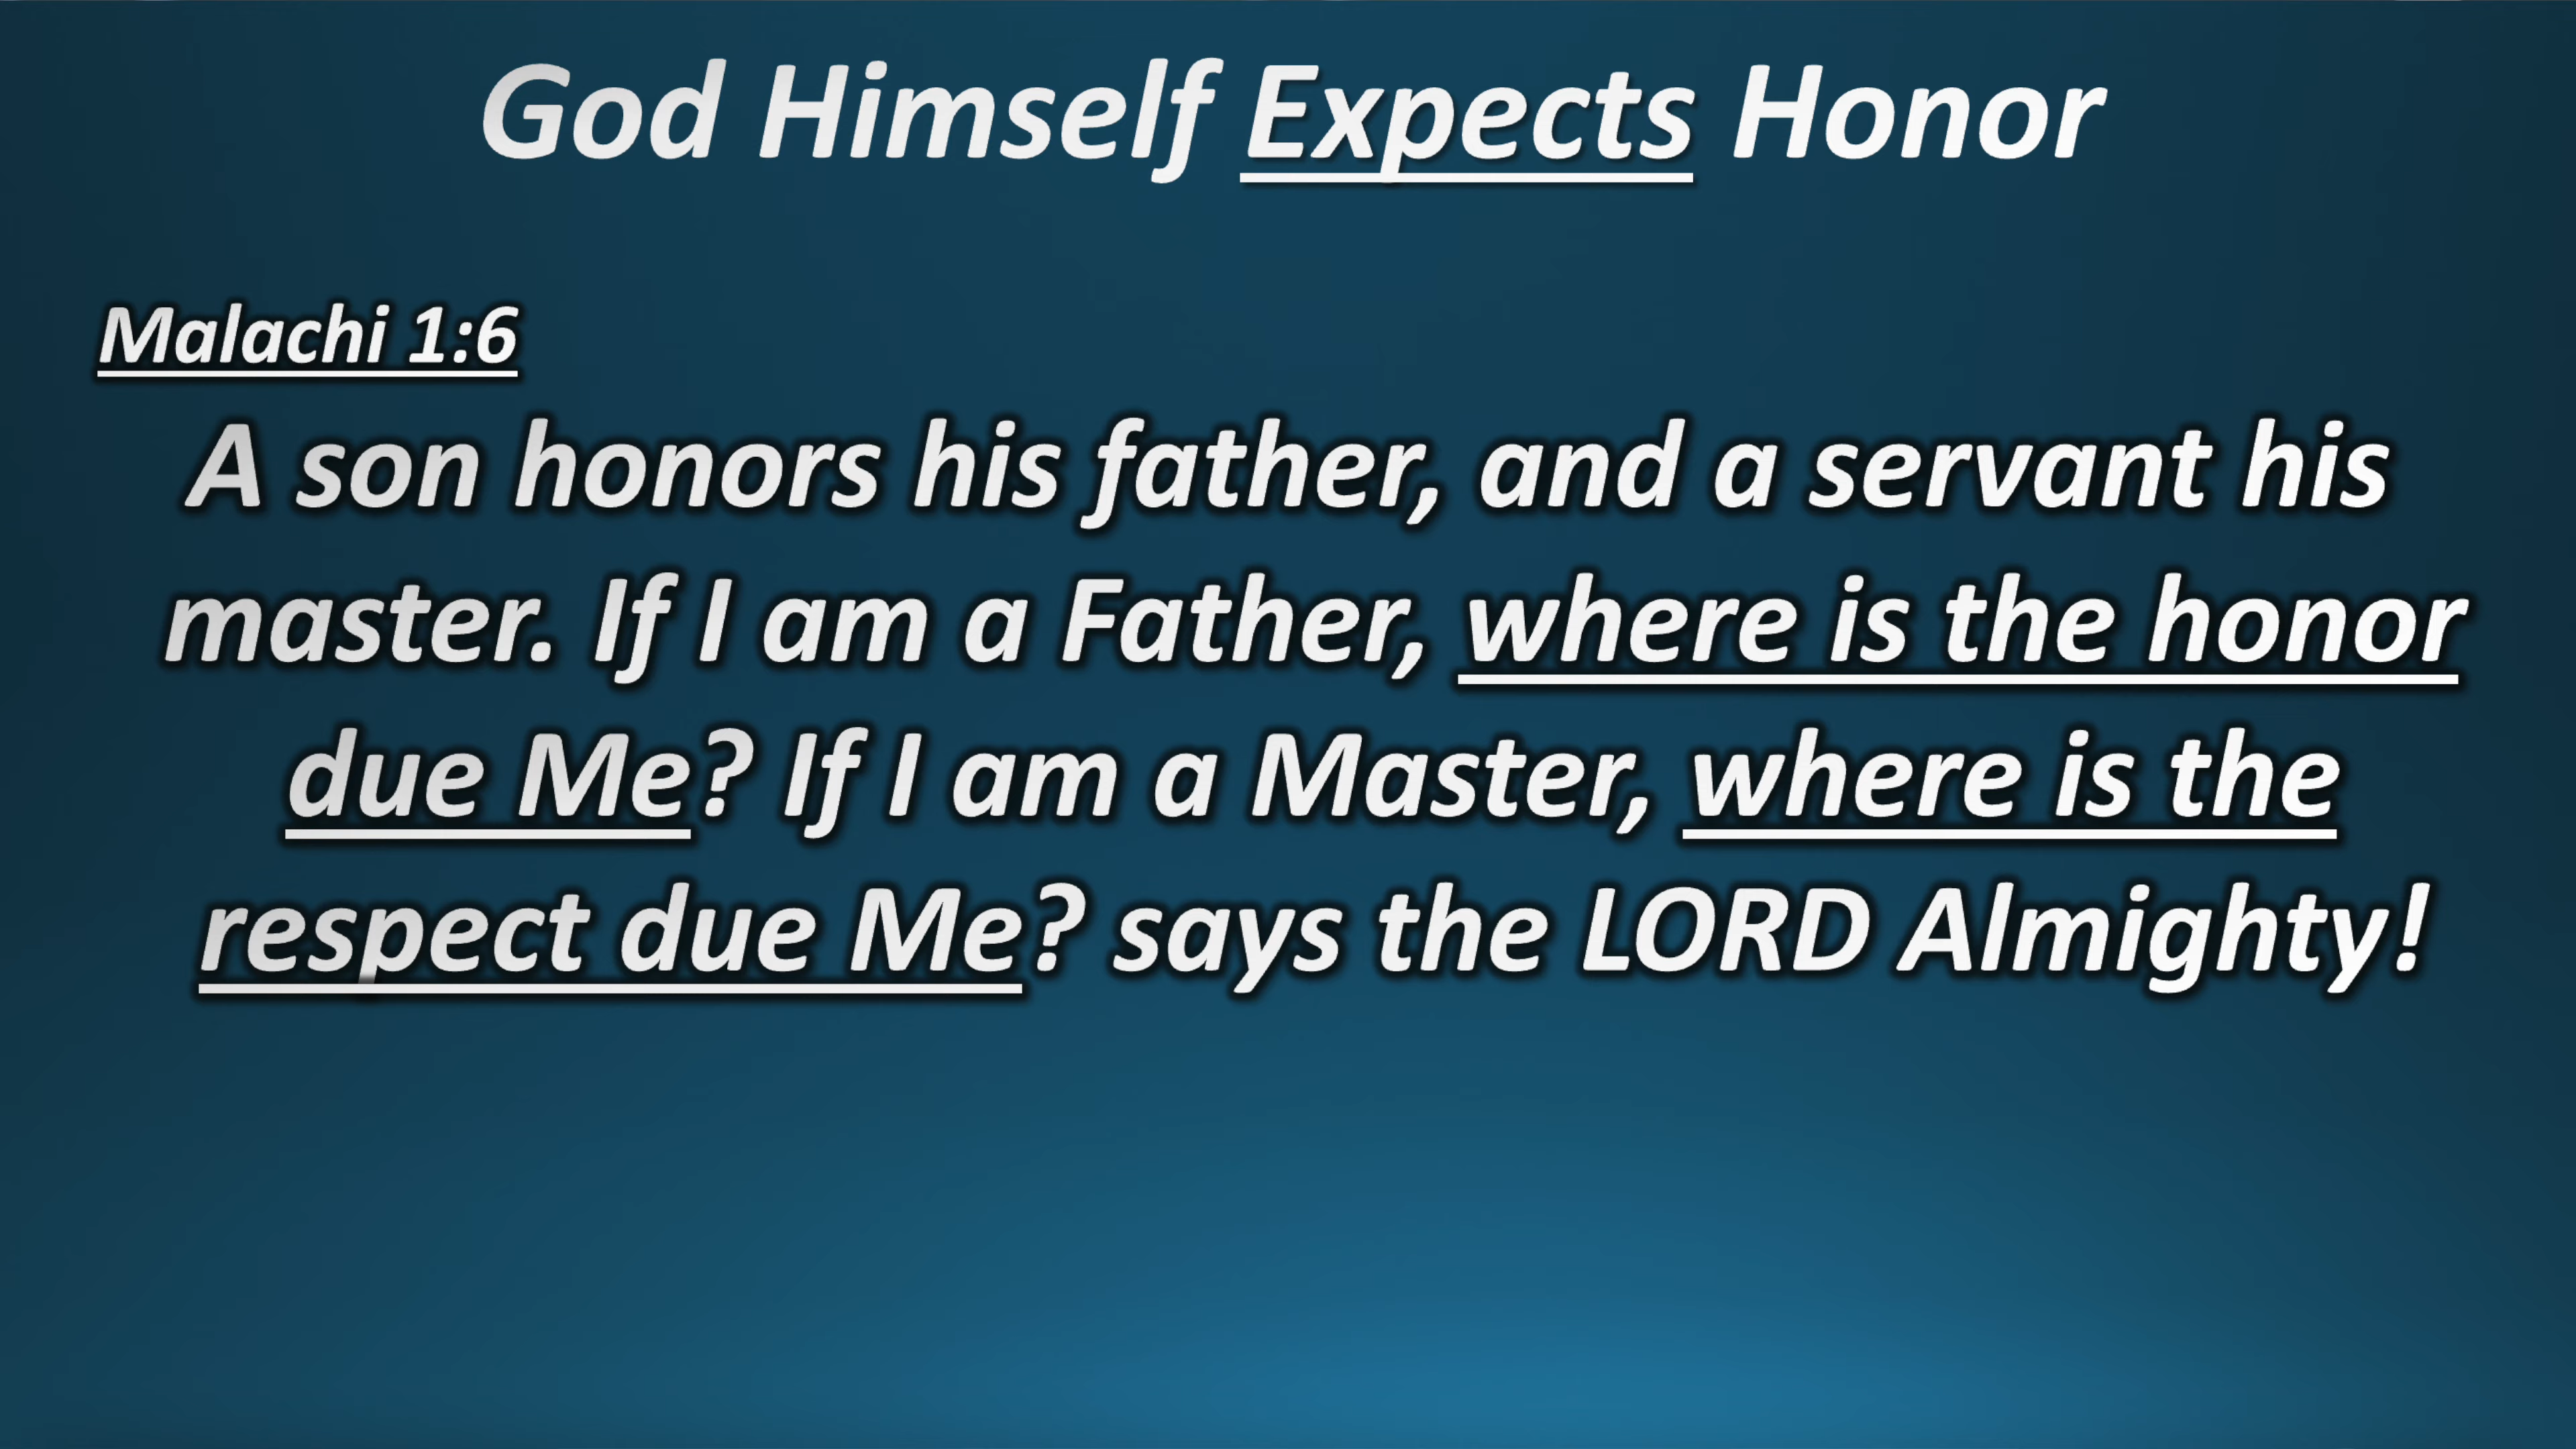 God Himself Expects Honor
Malachi 1:6
A son honors his father, and a servant his
master. If I am a Father, where is the honor
due Me? If I am a Master, where is the
respect due Me? says the LORD Almighty!